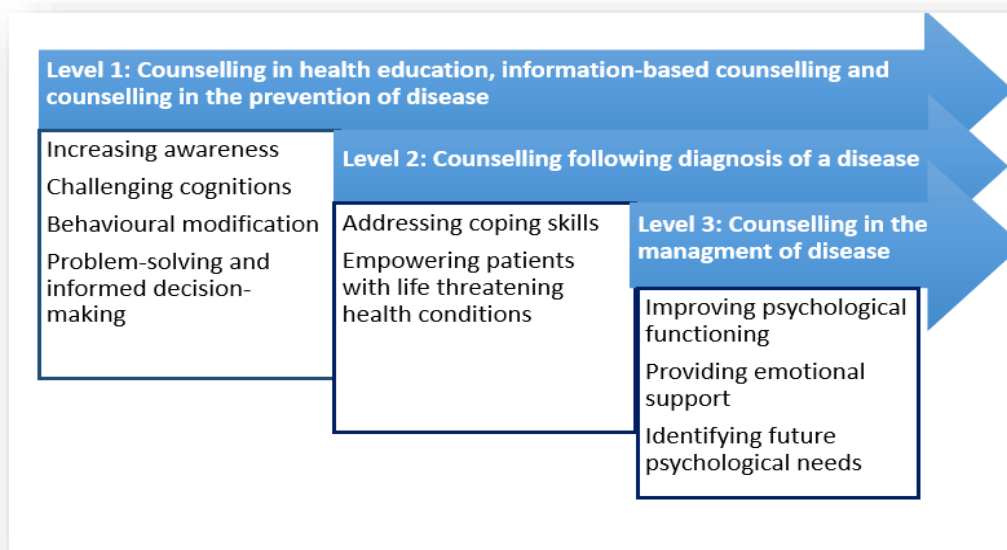 Level 1: Counselling in health education, information-based counselling and
counselling in the prevention of disease
Increasing awareness
Challenging cognitions
Behavioural modification
Problem-solving and
informed decision-
making
Level 2: Counselling following diagnosis of a disease
Addressing coping skills
Empowering patients
with life threatening
health conditions
Level 3: Counselling in the
managment of disease
Improving psychological
functioning
Providing emotional
support
Identifying future
psychological needs